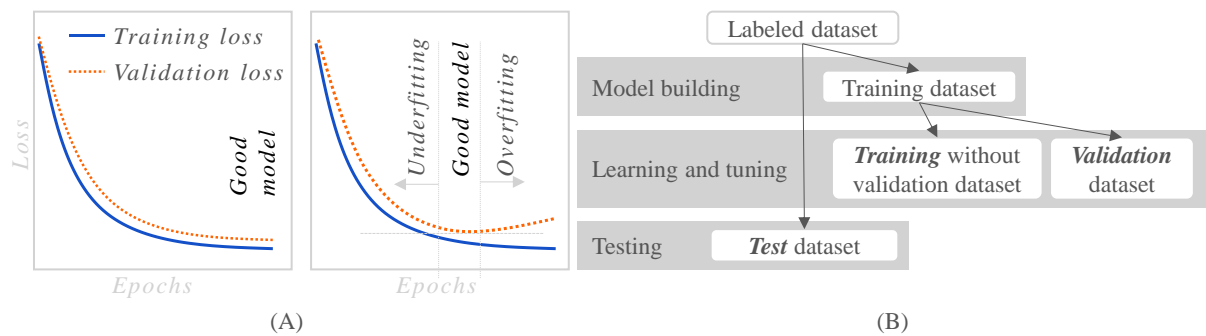 Training loss
Validation loss
Loss
Good
model
Epochs
Underfitting
Good model
Overfitting
Epochs
(A)
Labeled dataset
Model building
Training dataset
Learning and tuning
Training without
validation dataset
Validation
dataset
Testing
Test dataset
(B)